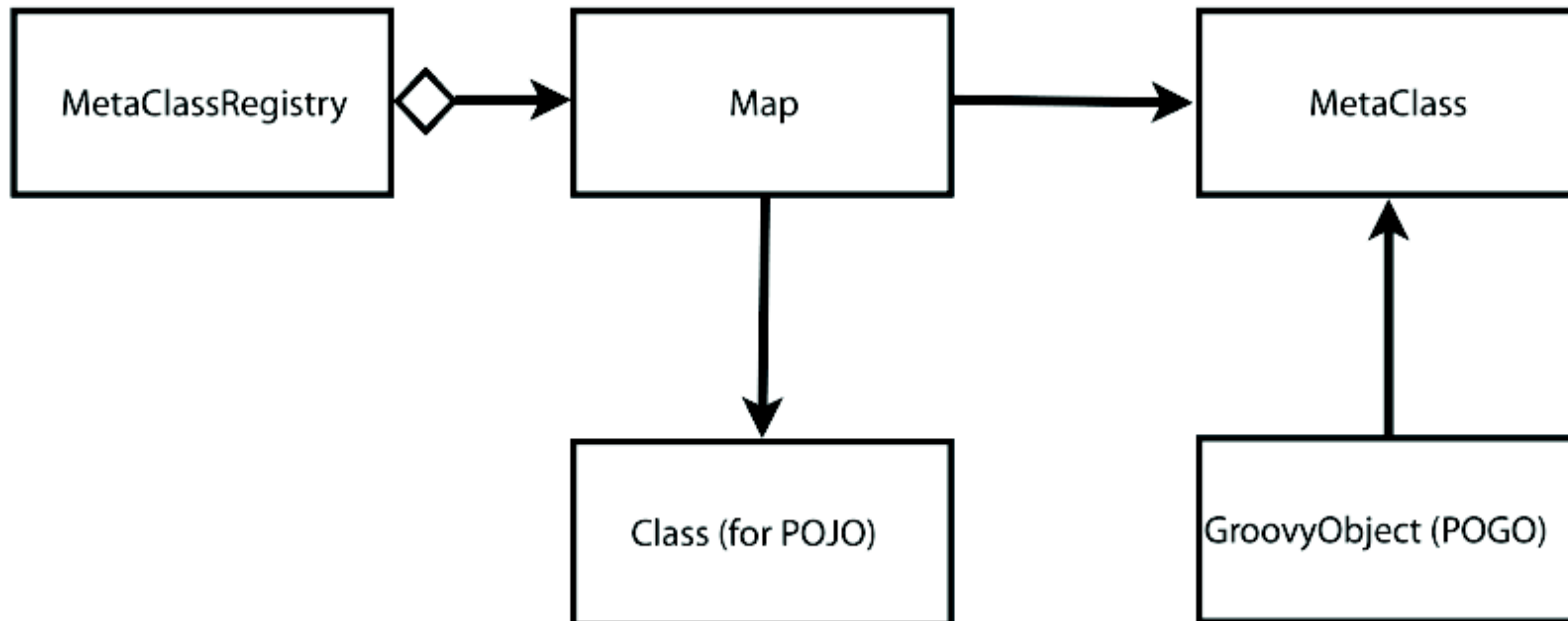 MetaClassRegistry
Map
MetaClass
Class (for POJO)
GroovyObject (POGO)